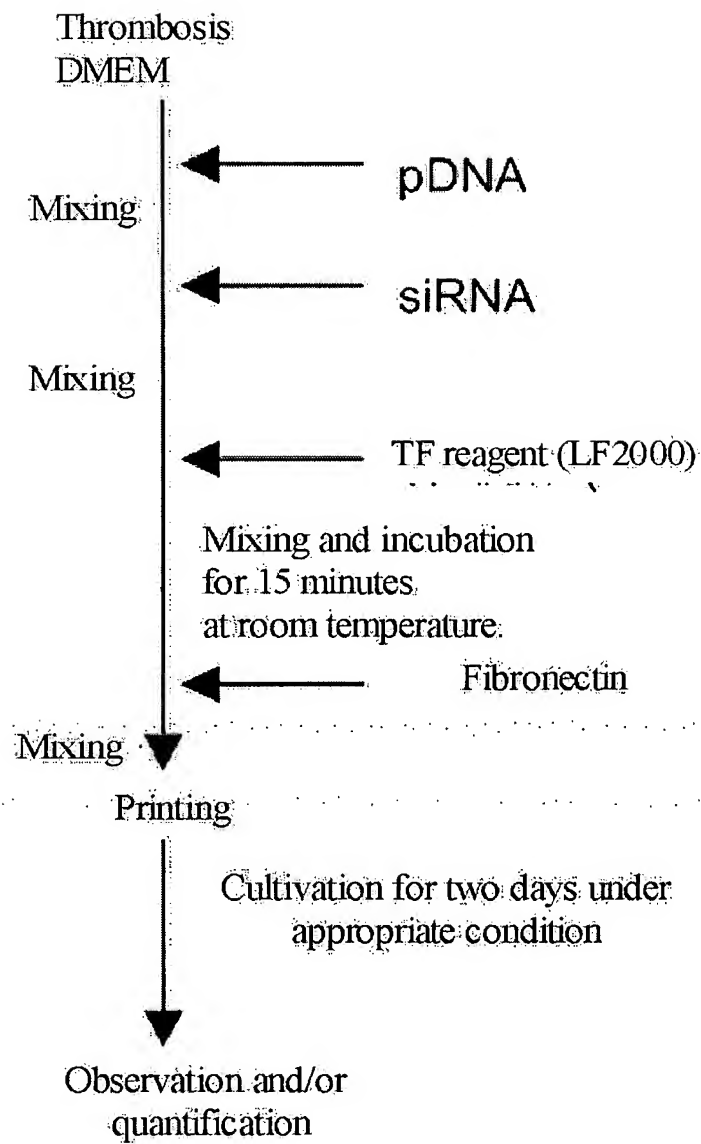 Thrombosis
DMEM
pDNA
Mixing
siRNA
Mixing
TF reagent (LF2000)
Mixing and incubation
for 15 minutes
at room temperature.
Fibronectin
Mixing
Printing
Cultivation for two days under
appropriate condition
Observation and/or
quantification